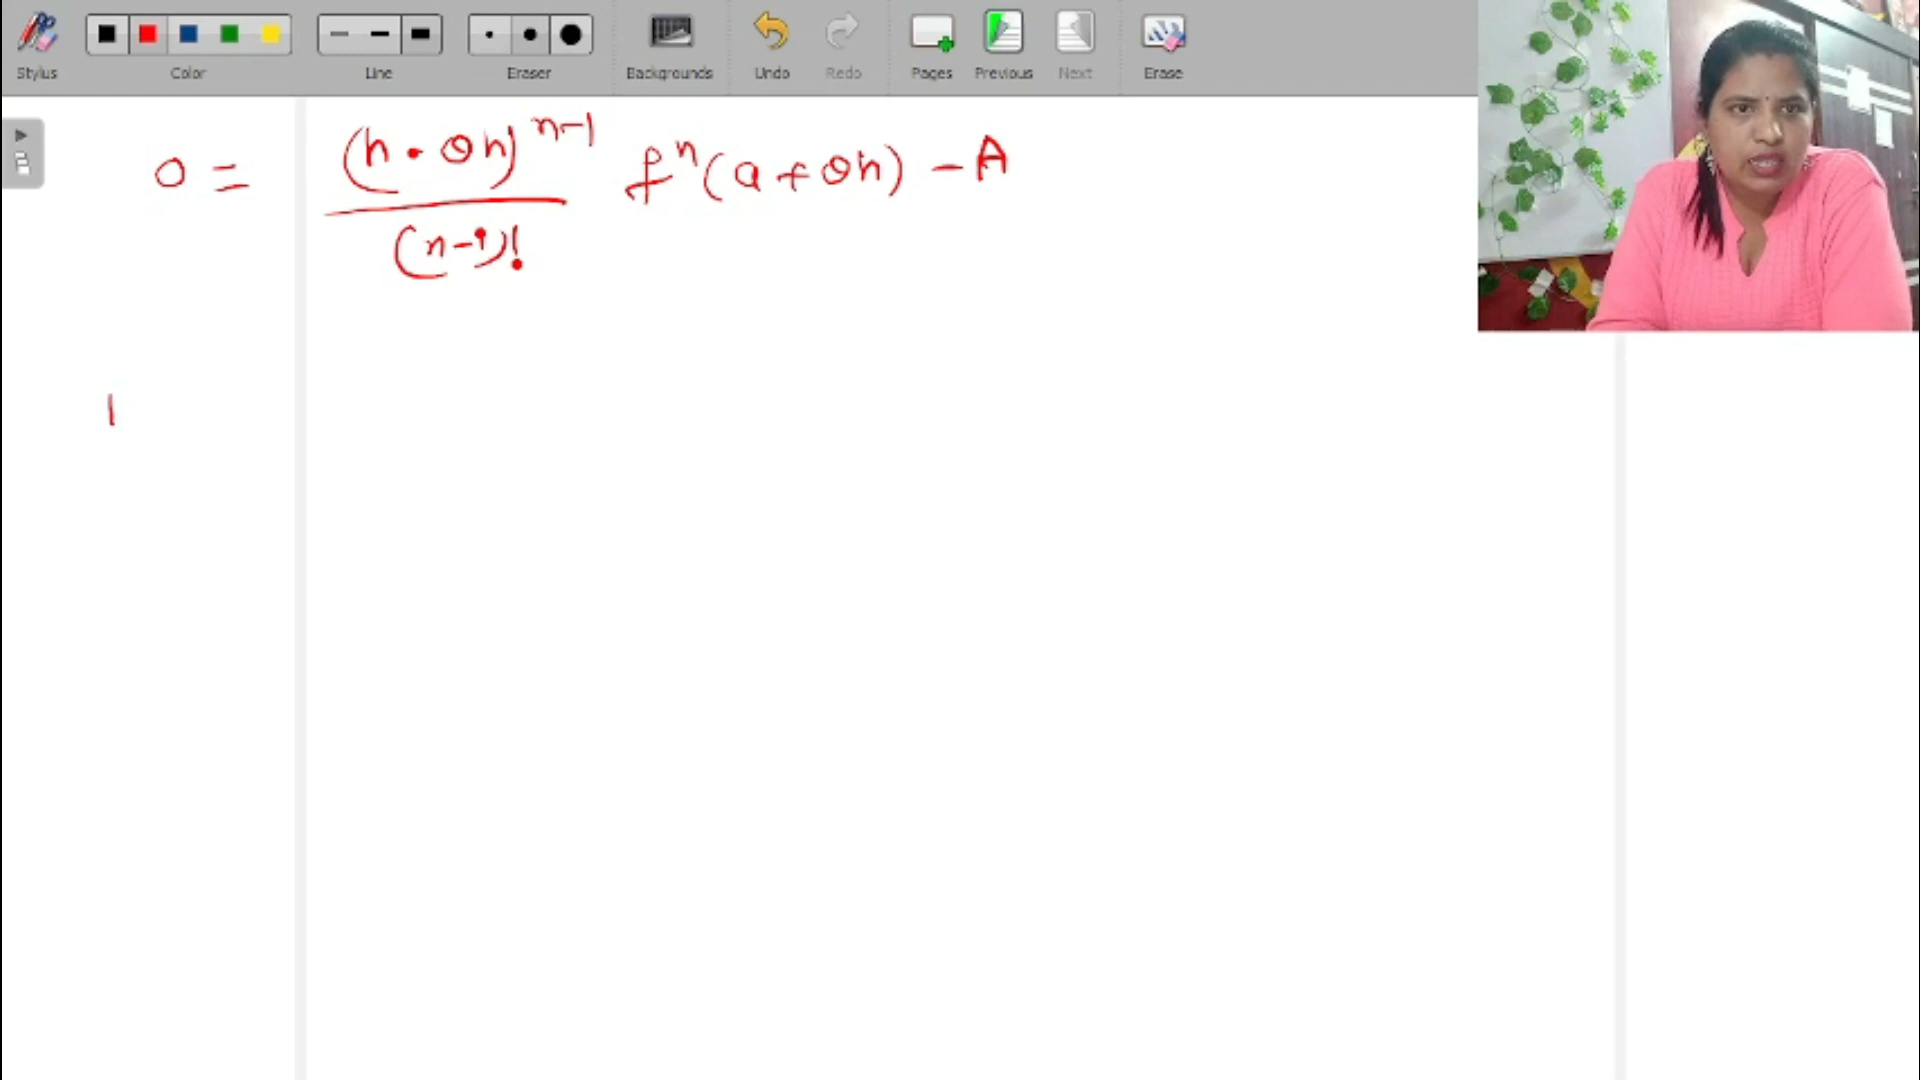 Stylus Color Line Eraser Backgrounds Undo Redo Pages Previous Next Erase
0 = (h - θh)^{n-1} / (n-1)! f^n (a + θh) - A